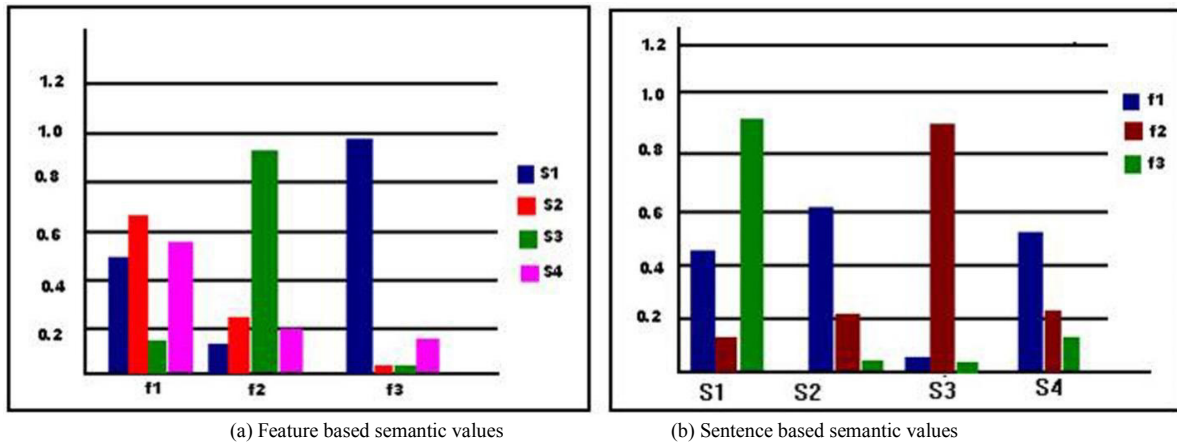 1.2
1.0
0.8
0.6
0.4
0.2
f1
f2
f3
S1
S2
S3
S4
(a) Feature based semantic values
1.2
1.0
0.8
0.6
0.4
0.2
S1
S2
S3
S4
f1
f2
f3
(b) Sentence based semantic values